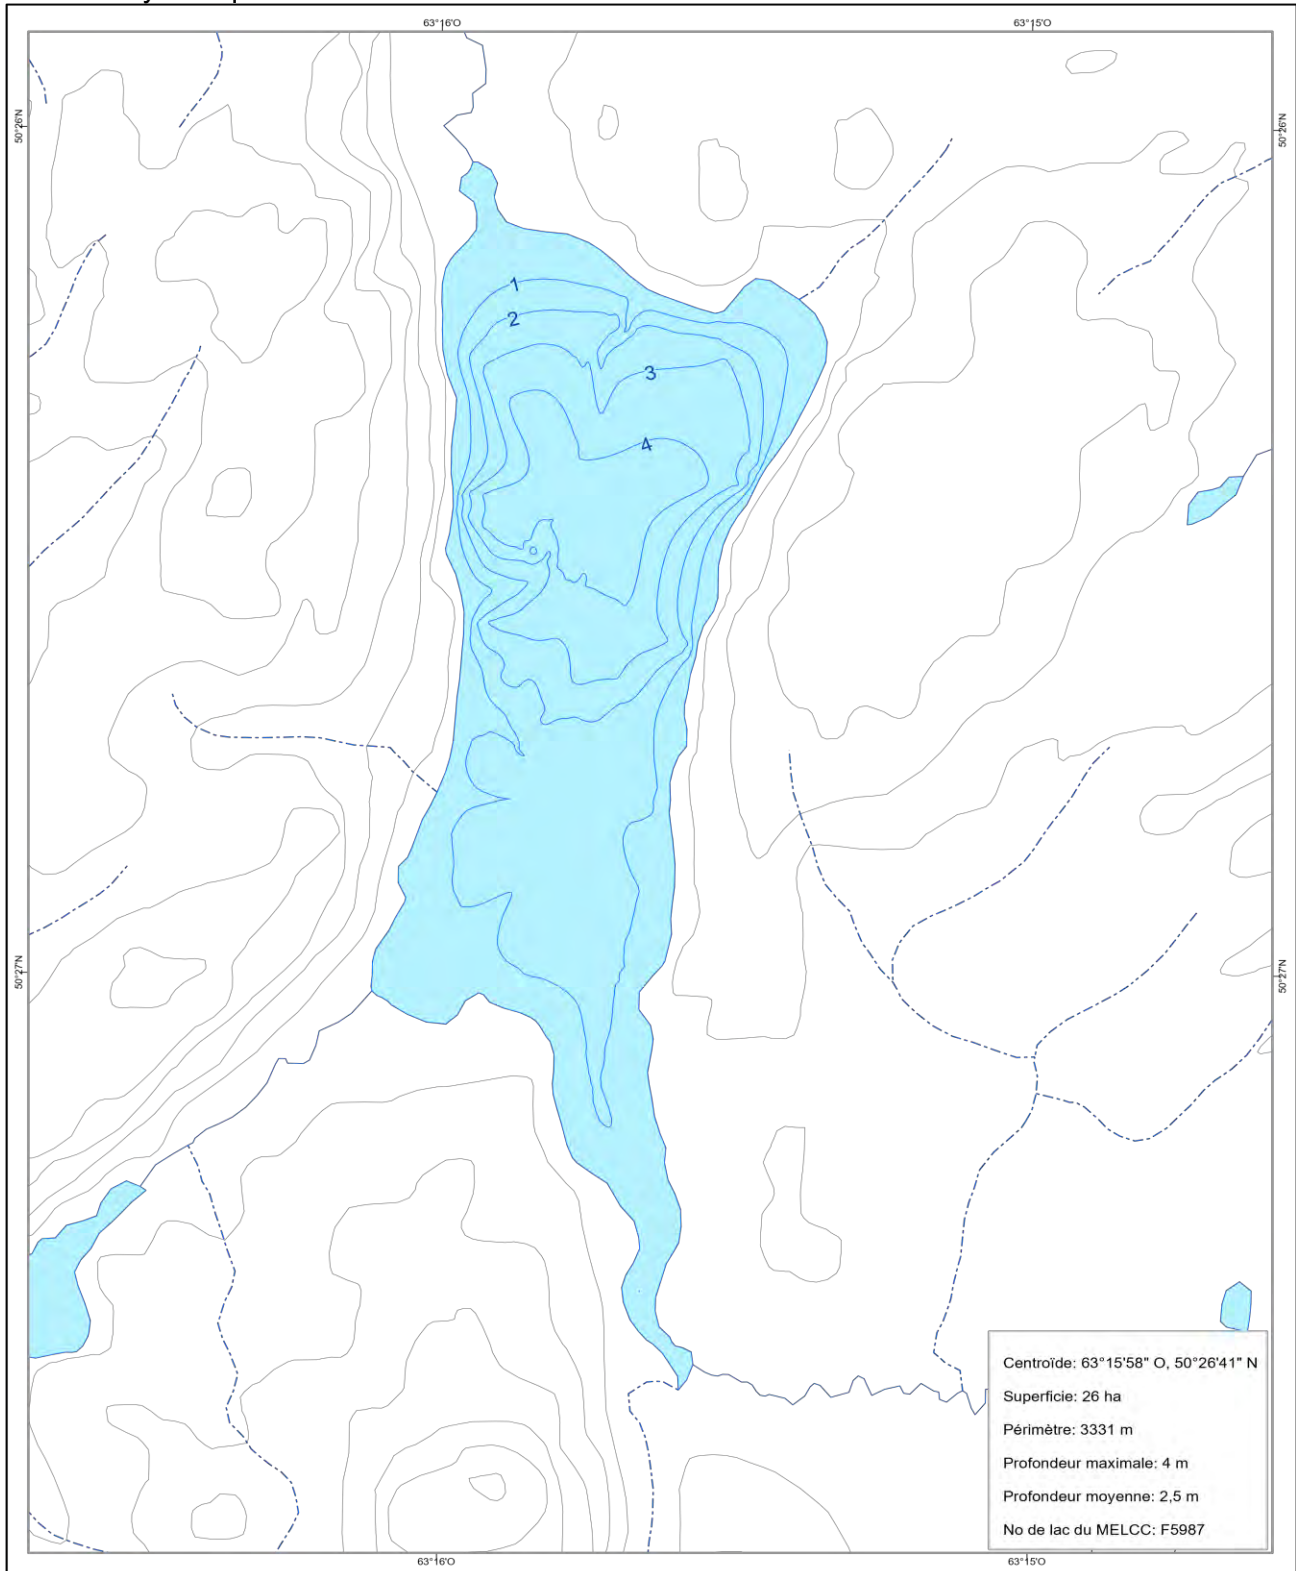 63°16'O
63°15'O
50°26'N
50°26'N
1
2
3
4
50°27'N
50°27'N
Centroïde: 63°15'58" O, 50°26'41" N
Superficie: 26 ha
Périmètre: 3331 m
Profondeur maximale: 4 m
Profondeur moyenne: 2,5 m
No de lac du MELCC: F5987
63°16'O
63°15'O